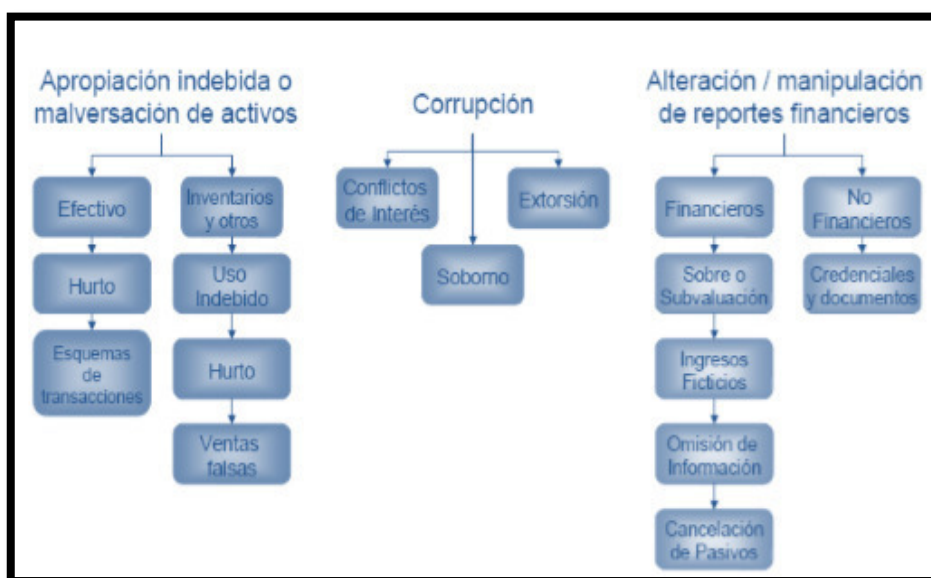 Apropiación indebida o
malversación de activos
Efectivo
Hurto
Esquemas
de
transacciones
Inventarios
y otros
Uso
Indebido
Hurto
Ventas
falsas
Corrupción
Conflictos
de Interés
Soborno
Extorsión
Alteración / manipulación
de reportes financieros
Financieros
Sobre o
Subvaluación
Ingresos
Ficticios
Omisión de
Información
Cancelación
de Pasivos
No
Financieros
Credenciales
y documentos